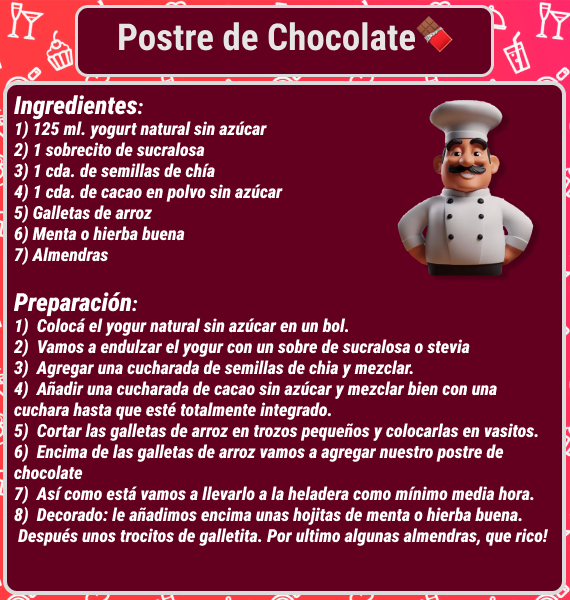 Postre de Chocolate
Ingredientes:
1) 125 ml. yogurt natural sin azúcar
2) 1 sobrecito de sucralosa
3) 1 cda. de semillas de chía
4) 1 cda. de cacao en polvo sin azúcar
5) Galletas de arroz
6) Menta o hierba buena
7) Almendras
Preparación:
1) Colocá el yogur natural sin azúcar en un bol.
2) Vamos a endulzar el yogur con un sobre de sucralosa o stevia
3) Agregar una cucharada de semillas de chia y mezclar.
4) Añadir una cucharada de cacao sin azúcar y mezclar bien con una
cuchara hasta que esté totalmente integrado.
5) Cortar las galletas de arroz en trozos pequeños y colocarlas en vasitos.
6) Encima de las galletas de arroz vamos a agregar nuestro postre de
chocolate
7) Así como está vamos a llevarlo a la heladera como mínimo media hora.
8) Decorado: le añadimos encima unas hojitas de menta o hierba buena.
Después unos trocitos de galletita. Por ultimo algunas almendras, que rico!